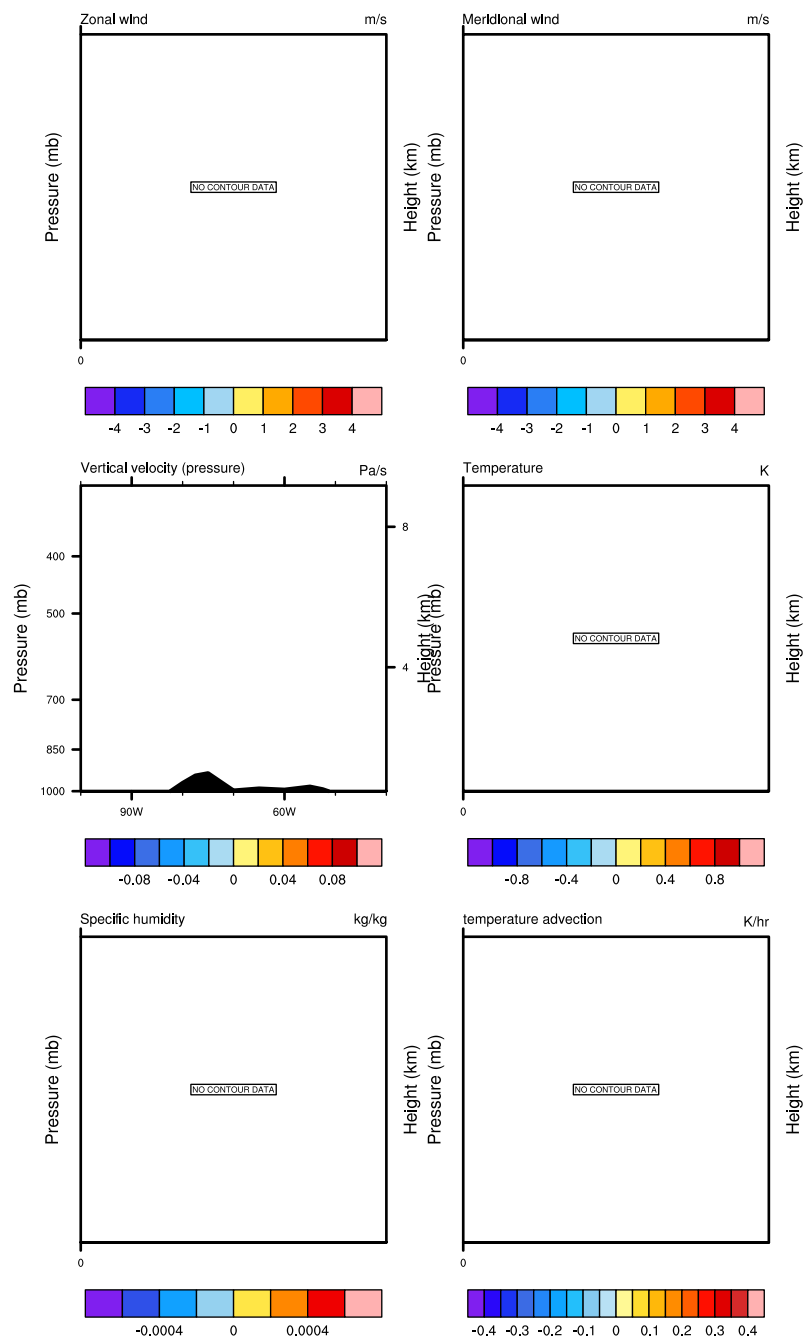 Zonal wind m/s
Pressure (mb)
NO CONTOUR DATA
Height (km)
0
-4 -3 -2 -1 0 1 2 3 4
Meridional wind m/s
Pressure (mb)
NO CONTOUR DATA
Height (km)
0
-4 -3 -2 -1 0 1 2 3 4
Vertical velocity (pressure) Pa/s
Pressure (mb)
400
500
700
850
1000
8
4
Height (km)
90W 60W
-0.08 -0.04 0 0.04 0.08
Temperature K
Pressure (mb)
NO CONTOUR DATA
Height (km)
0
-0.8 -0.4 0 0.4 0.8
Specific humidity kg/kg
Pressure (mb)
NO CONTOUR DATA
Height (km)
0
-0.0004 0 0.0004
temperature advection K/hr
Pressure (mb)
NO CONTOUR DATA
Height (km)
0
-0.4 -0.3 -0.2 -0.1 0 0.1 0.2 0.3 0.4